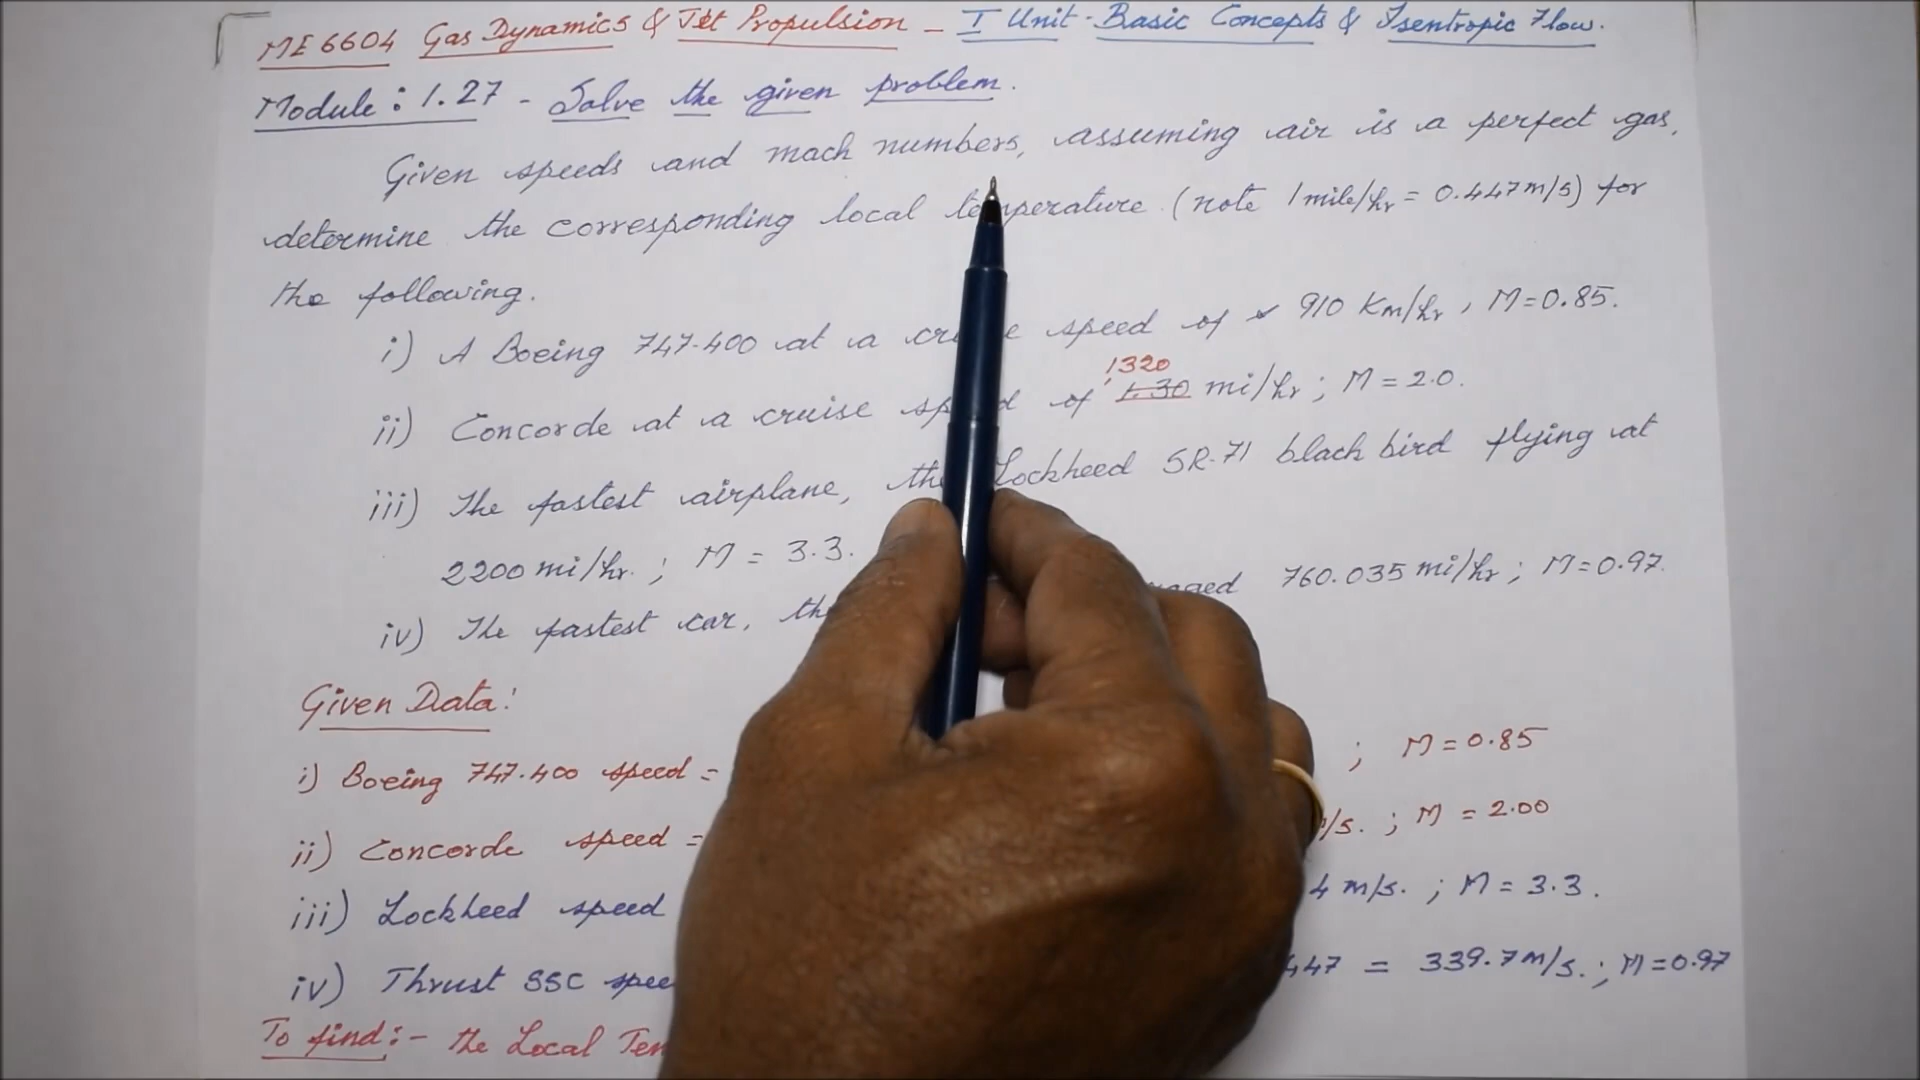 ME 6604 Gas Dynamics & Jet Propulsion - I Unit - Basic Concepts & Isentropic Flow.
Module: 1.27 - Solve the given problem.
Given speeds and mach numbers, assuming air is a perfect gas,
determine the corresponding local temperature (note 1 mile/hr = 0.447 m/s) for
the following.
i) A Boeing 747-400 at a speed of 910 Km/hr, M=0.85.
1320
ii) Concorde at a cruise of 1.30 mi/hr; M = 2.0.
iii) The fastest airplane, Lockheed SR-71 black bird flying at
2200 mi/hr. ; M = 3.3.
iv) The fastest car, 760.035 mi/hr; M=0.97.
Given Data:
i) Boeing 747-400 speed = ; M = 0.85
ii) Concorde speed = /s. ; M = 2.00
iii) Lockheed speed 4 m/s. ; M = 3.3.
iv) Thrust SSC 447 = 339.7 m/s. ; M=0.97
To find:- the Local